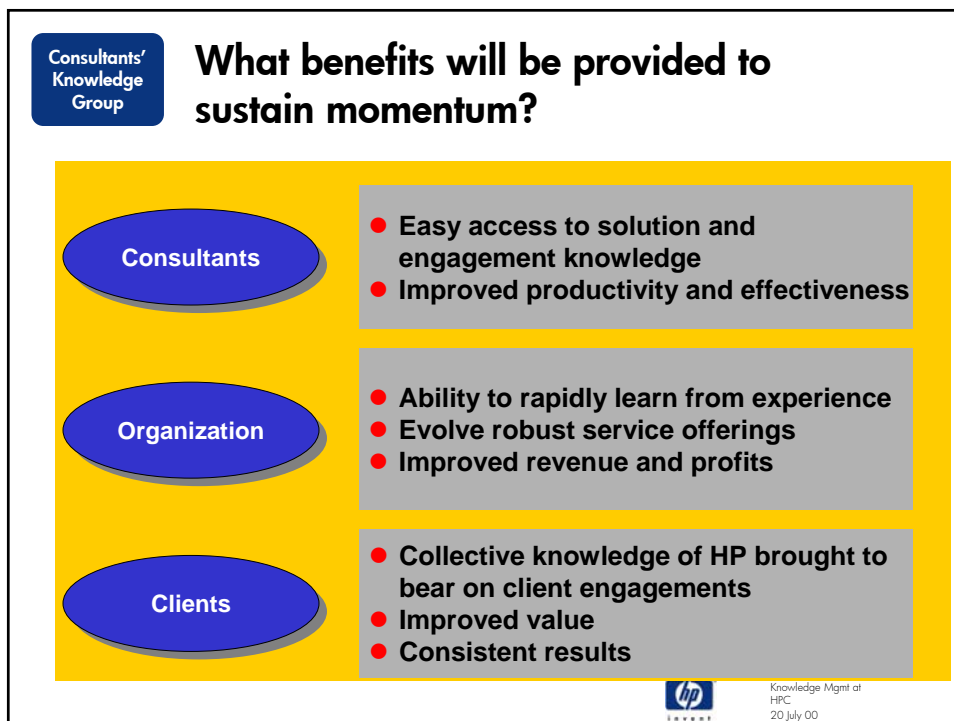 Consultants'
Knowledge
Group
What benefits will be provided to
sustain momentum?
Consultants
● Easy access to solution and
engagement knowledge
● Improved productivity and effectiveness
Organization
● Ability to rapidly learn from experience
● Evolve robust service offerings
● Improved revenue and profits
Clients
● Collective knowledge of HP brought to
bear on client engagements
● Improved value
● Consistent results
hp
invent
Knowledge Mgmt at
HPC
20 July 00